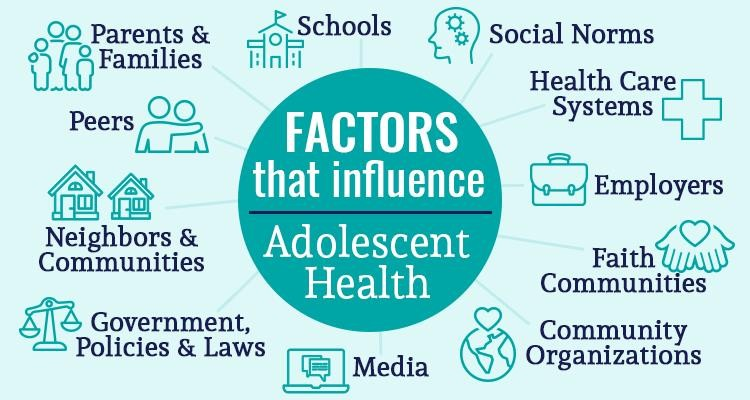 FACTORS
that influence
Adolescent
Health
Schools
Social Norms
Health Care
Systems
Employers
Faith
Communities
Community
Organizations
Media
Government,
Policies & Laws
Neighbors &
Communities
Peers
Parents &
Families